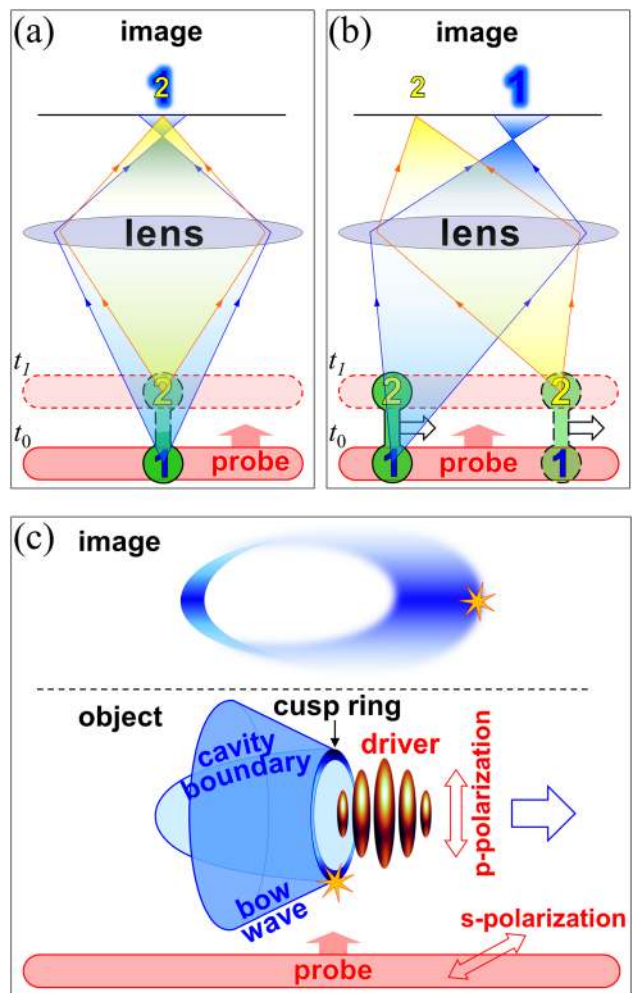 (a)
image
1
2
lens
t1
2
t0
1
probe
(b)
image
2
1
lens
t1
2
2
t0
1
probe
1
(c)
image
object
cusp ring
driver
cavity
boundary
bow
wave
p-polarization
s-polarization
probe